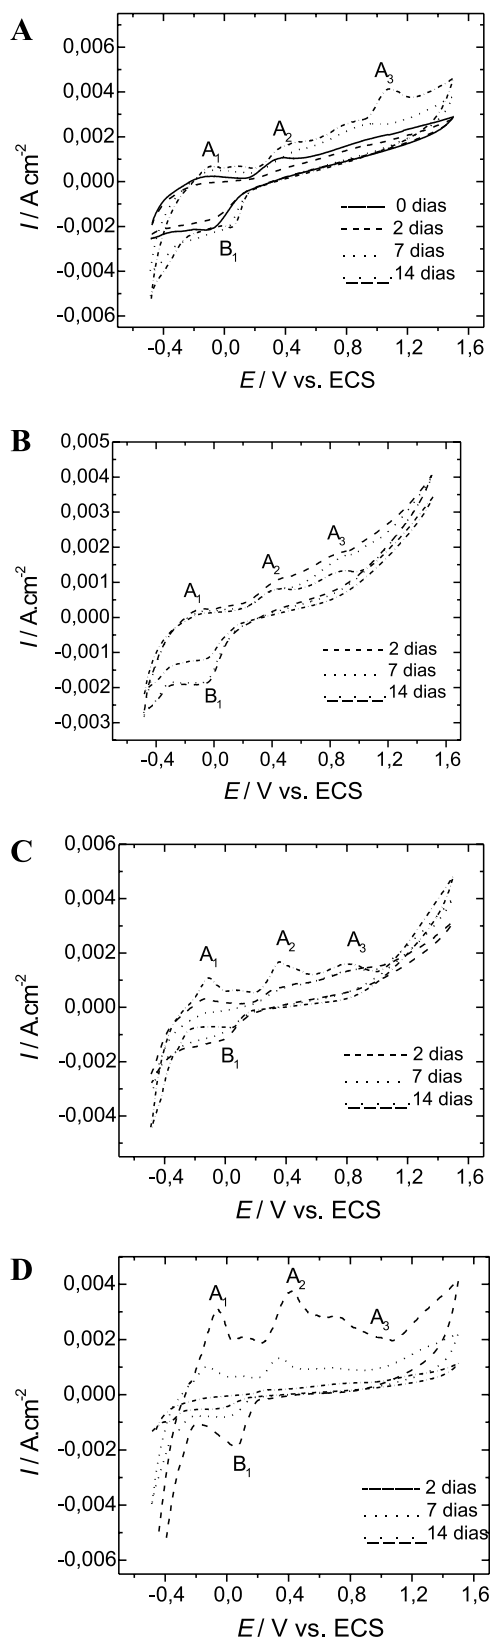 A
0,006
0,004
0,002
0,000
-0,002
-0,004
-0,006
I / A.cm-2
A1
A2
A3
B1
0 dias
2 dias
7 dias
14 dias
-0,4 0,0 0,4 0,8 1,2 1,6
E / V vs. ECS
B
0,005
0,004
0,003
0,002
0,001
0,000
-0,001
-0,002
-0,003
I / A.cm-2
A1
A2
A3
B1
2 dias
7 dias
14 dias
-0,4 0,0 0,4 0,8 1,2 1,6
E / V vs. ECS
C
0,006
0,004
0,002
0,000
-0,002
-0,004
I / A.cm-2
A1
A2
A3
B1
2 dias
7 dias
14 dias
-0,4 0,0 0,4 0,8 1,2 1,6
E / V vs. ECS
D
0,004
0,002
0,000
-0,002
-0,004
-0,006
I / A.cm-2
A1
A2
A3
B1
2 dias
7 dias
14 dias
-0,4 0,0 0,4 0,8 1,2 1,6
E / V vs. ECS